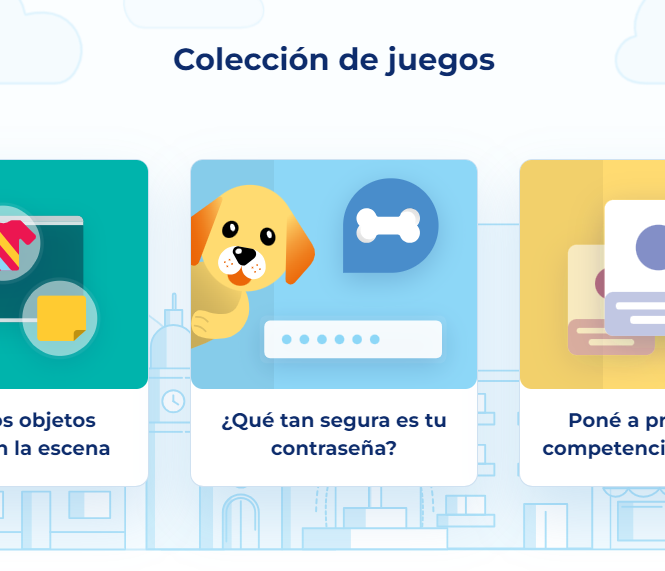 Colección de juegos
os objetos
n la escena
¿Qué tan segura es tu
contraseña?
Poné a pr
competenci